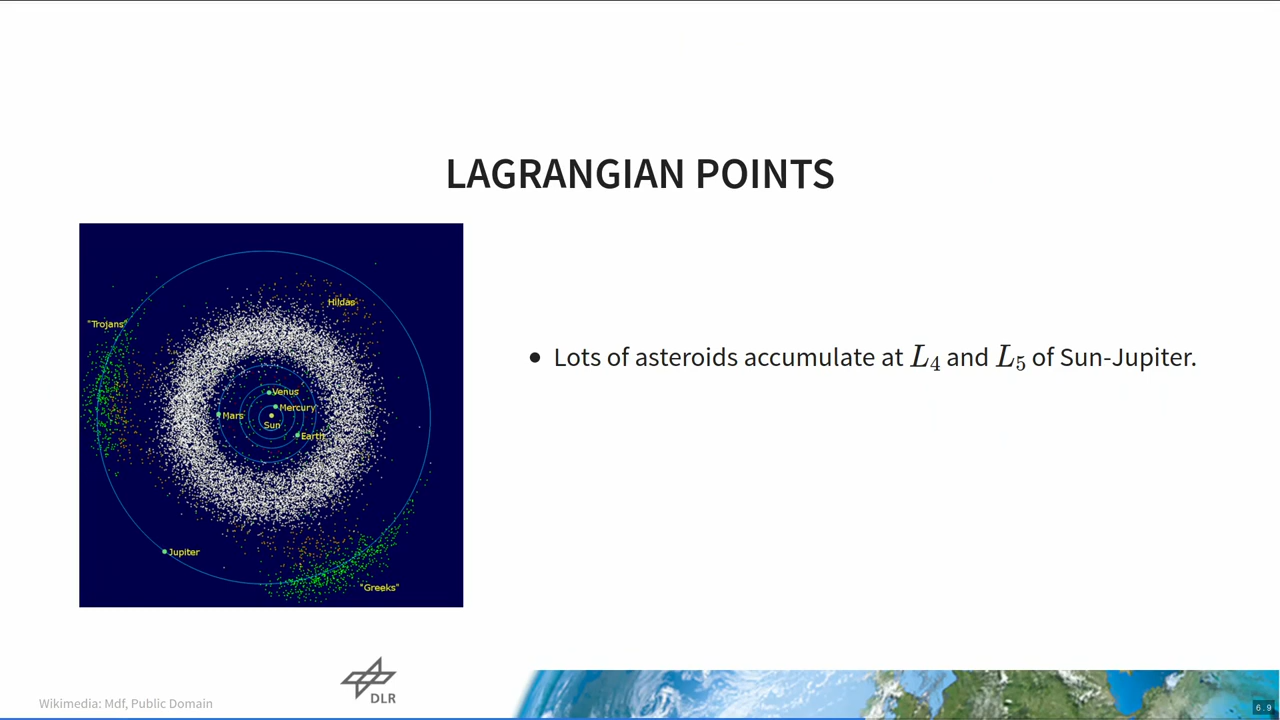 LAGRANGIAN POINTS
Hildas
"Trojans"
Venus
Mercury
Mars
Sun
Earth
Jupiter
"Greeks"
• Lots of asteroids accumulate at L₄ and L₅ of Sun-Jupiter.
DLR
Wikimedia: Mdf, Public Domain
6.9